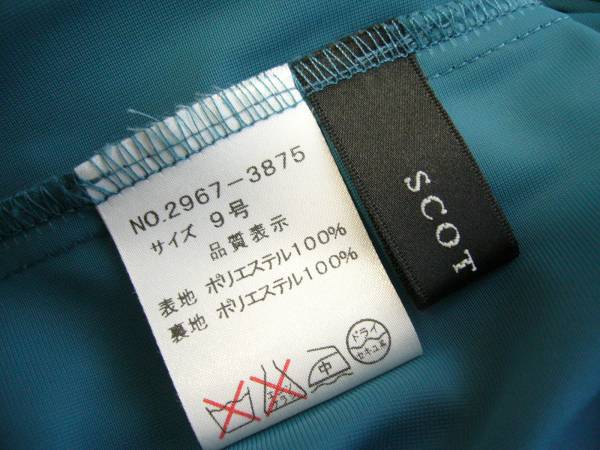 NO.2967-3875
サイズ 9号
品質表示
表地 ポリエステル100%
裏地 ポリエステル100%
中
ドライ
セキユ系
SCOT